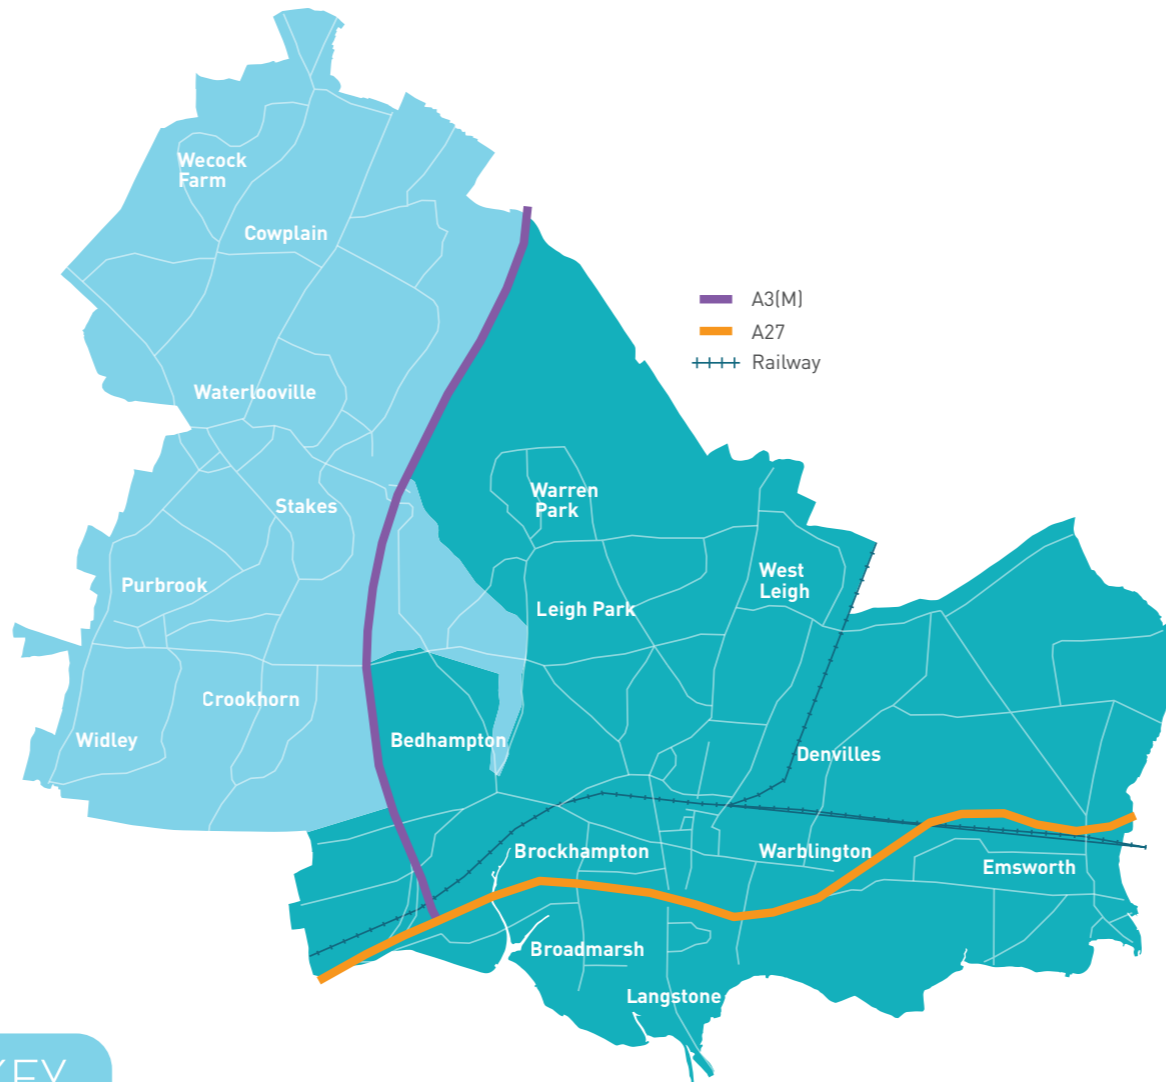 Wecock
Farm
Cowplain
A3(M)
A27
Railway
Waterlooville
Warren
Park
Stakes
West
Leigh
Purbrook
Leigh Park
Crookhorn
Widley
Bedhampton
Denvilles
Brockhampton
Warblington
Emsworth
Broadmarsh
Langstone
KEY